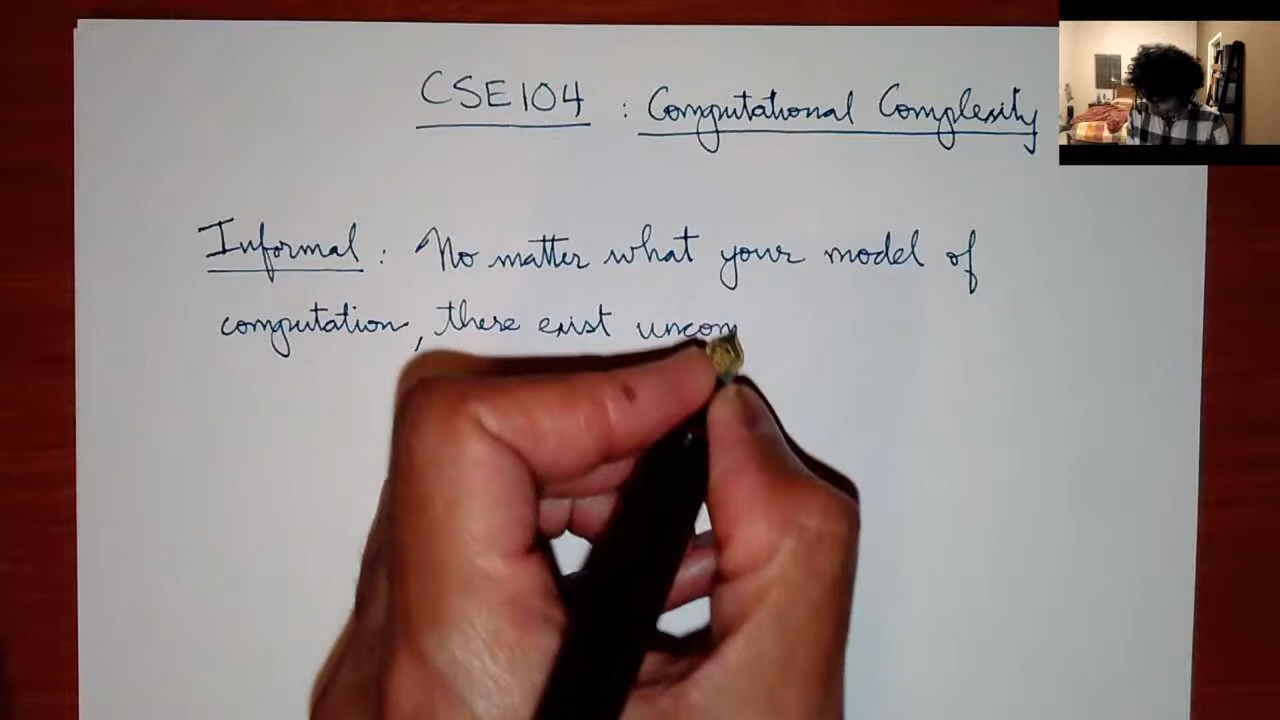 CSE104 : Computational Complexity
Informal : No matter what your model of
computation, there exist uncom